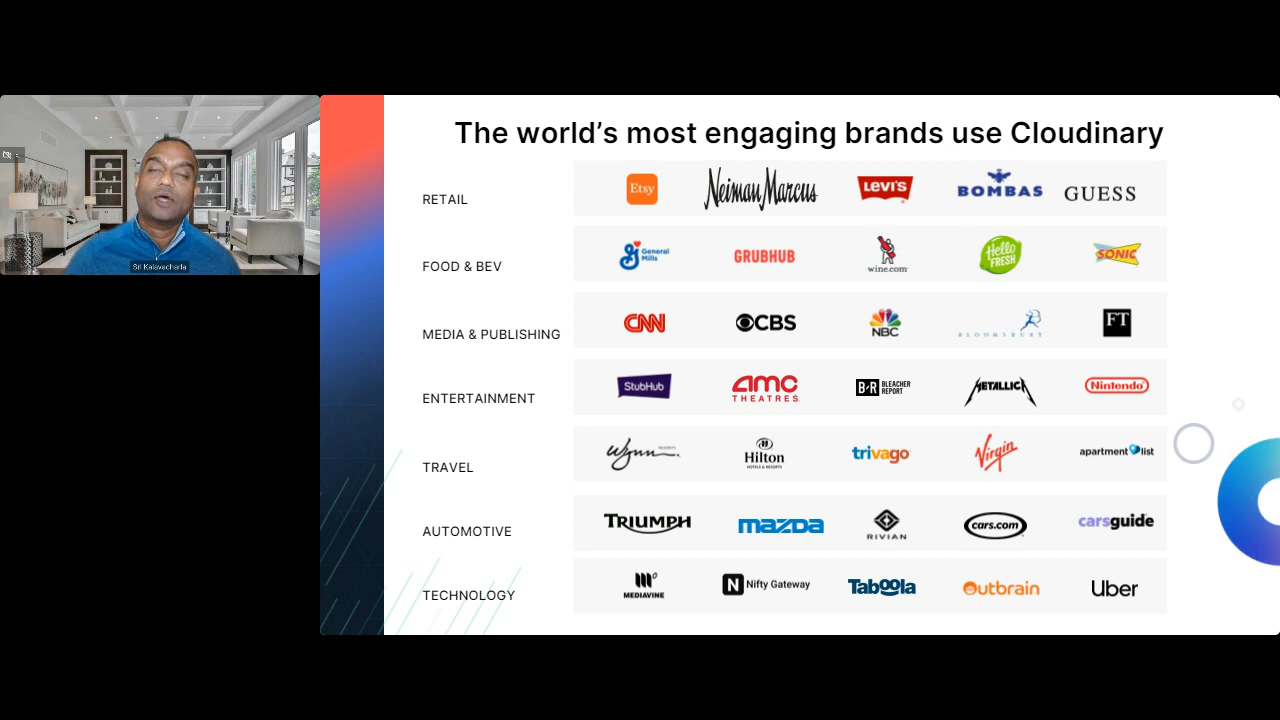 The world's most engaging brands use Cloudinary
RETAIL
Etsy
Neiman Marcus
LEVI'S
BOMBAS
GUESS
FOOD & BEV
General Mills
GRUBHUB
wine.com
Hello FRESH
SONIC
MEDIA & PUBLISHING
CNN
CBS
NBC
BLOOMSBURY
FT
ENTERTAINMENT
StubHub
amc THEATRES
B/R BLEACHER REPORT
METALLICA
Nintendo
TRAVEL
Wynn RESORTS
Hilton HOTELS & RESORTS
trivago
Virgin
apartment list
AUTOMOTIVE
TRIUMPH
mazda
RIVIAN
cars.com
carsguide
TECHNOLOGY
MEDIAVINE
N Nifty Gateway
Taboola
Outbrain
Uber
Sri Kalavacharla